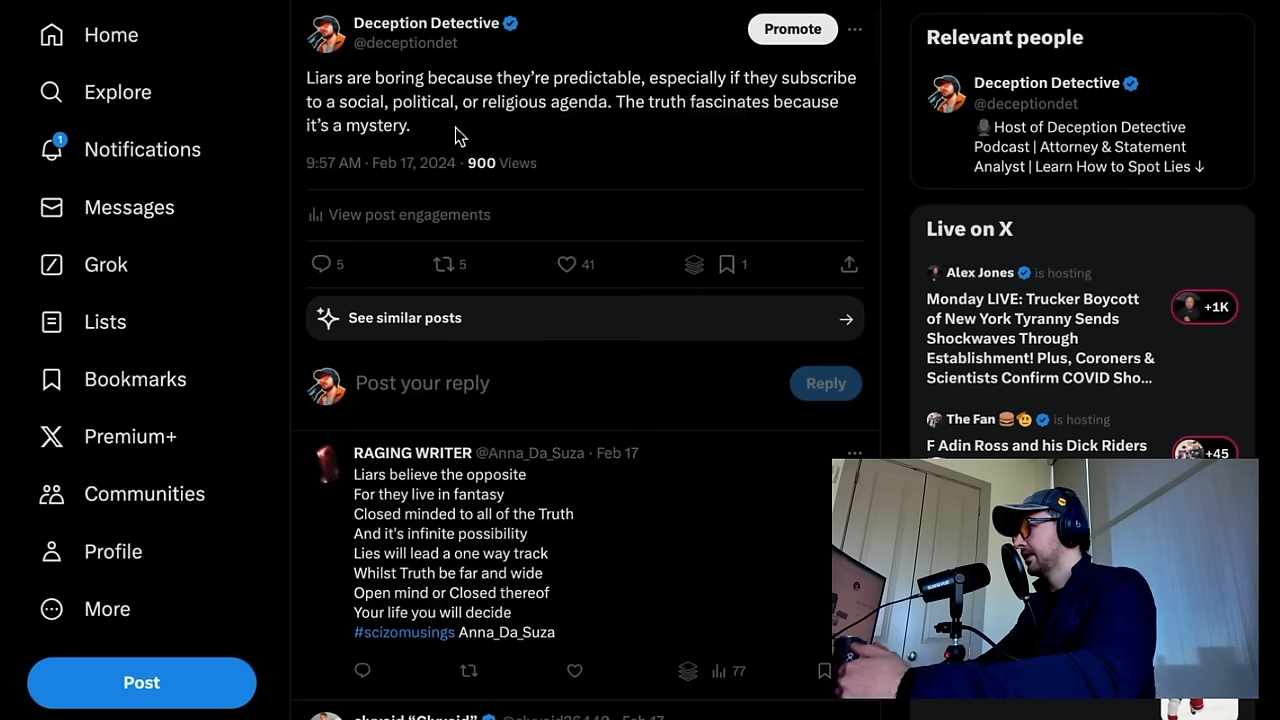 Home
Explore
1
Notifications
Messages
Grok
Lists
Bookmarks
Premium+
Communities
Profile
More
Post
Deception Detective
@deceptiondet
Promote
Liars are boring because they're predictable, especially if they subscribe
to a social, political, or religious agenda. The truth fascinates because
it's a mystery.
9:57 AM · Feb 17, 2024 · 900 Views
View post engagements
5
5
41
1
See similar posts
Post your reply
Reply
RAGING WRITER @Anna_Da_Suza · Feb 17
Liars believe the opposite
For they live in fantasy
Closed minded to all of the Truth
And it's infinite possibility
Lies will lead a one way track
Whilst Truth be far and wide
Open mind or Closed thereof
Your life you will decide
#scizomusings Anna_Da_Suza
77
Relevant people
Deception Detective
@deceptiondet
🎙️Host of Deception Detective
Podcast | Attorney & Statement
Analyst | Learn How to Spot Lies ↓
Live on X
Alex Jones is hosting
Monday LIVE: Trucker Boycott
of New York Tyranny Sends
Shockwaves Through
Establishment! Plus, Coroners &
Scientists Confirm COVID Sho...
+1K
The Fan 🍔🫡 is hosting
F Adin Ross and his Dick Riders
+45
SHURE